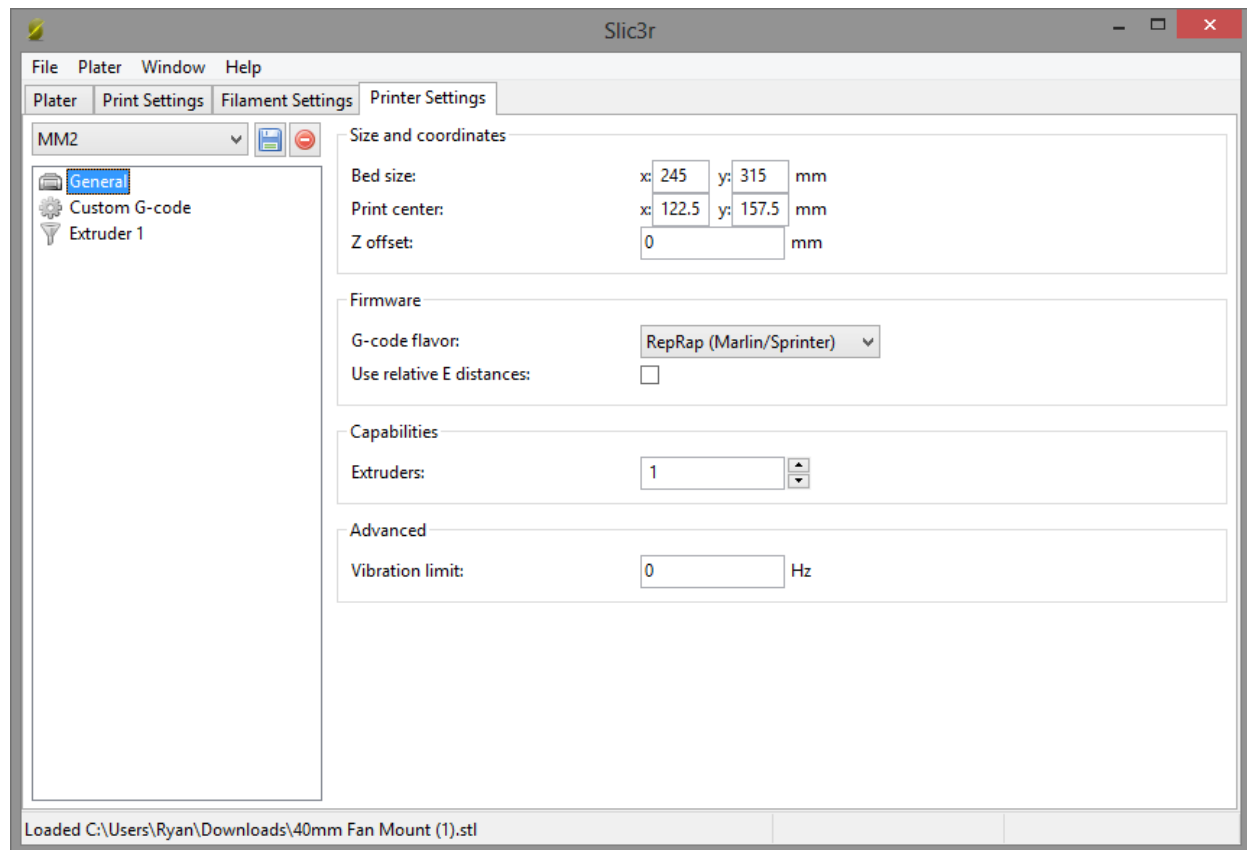 Slic3r
File Plater Window Help
Plater Print Settings Filament Settings Printer Settings
MM2
General
Custom G-code
Extruder 1
Size and coordinates
Bed size: x: 245 y: 315 mm
Print center: x: 122.5 y: 157.5 mm
Z offset: 0 mm
Firmware
G-code flavor: RepRap (Marlin/Sprinter)
Use relative E distances:
Capabilities
Extruders: 1
Advanced
Vibration limit: 0 Hz
Loaded C:\Users\Ryan\Downloads\40mm Fan Mount (1).stl